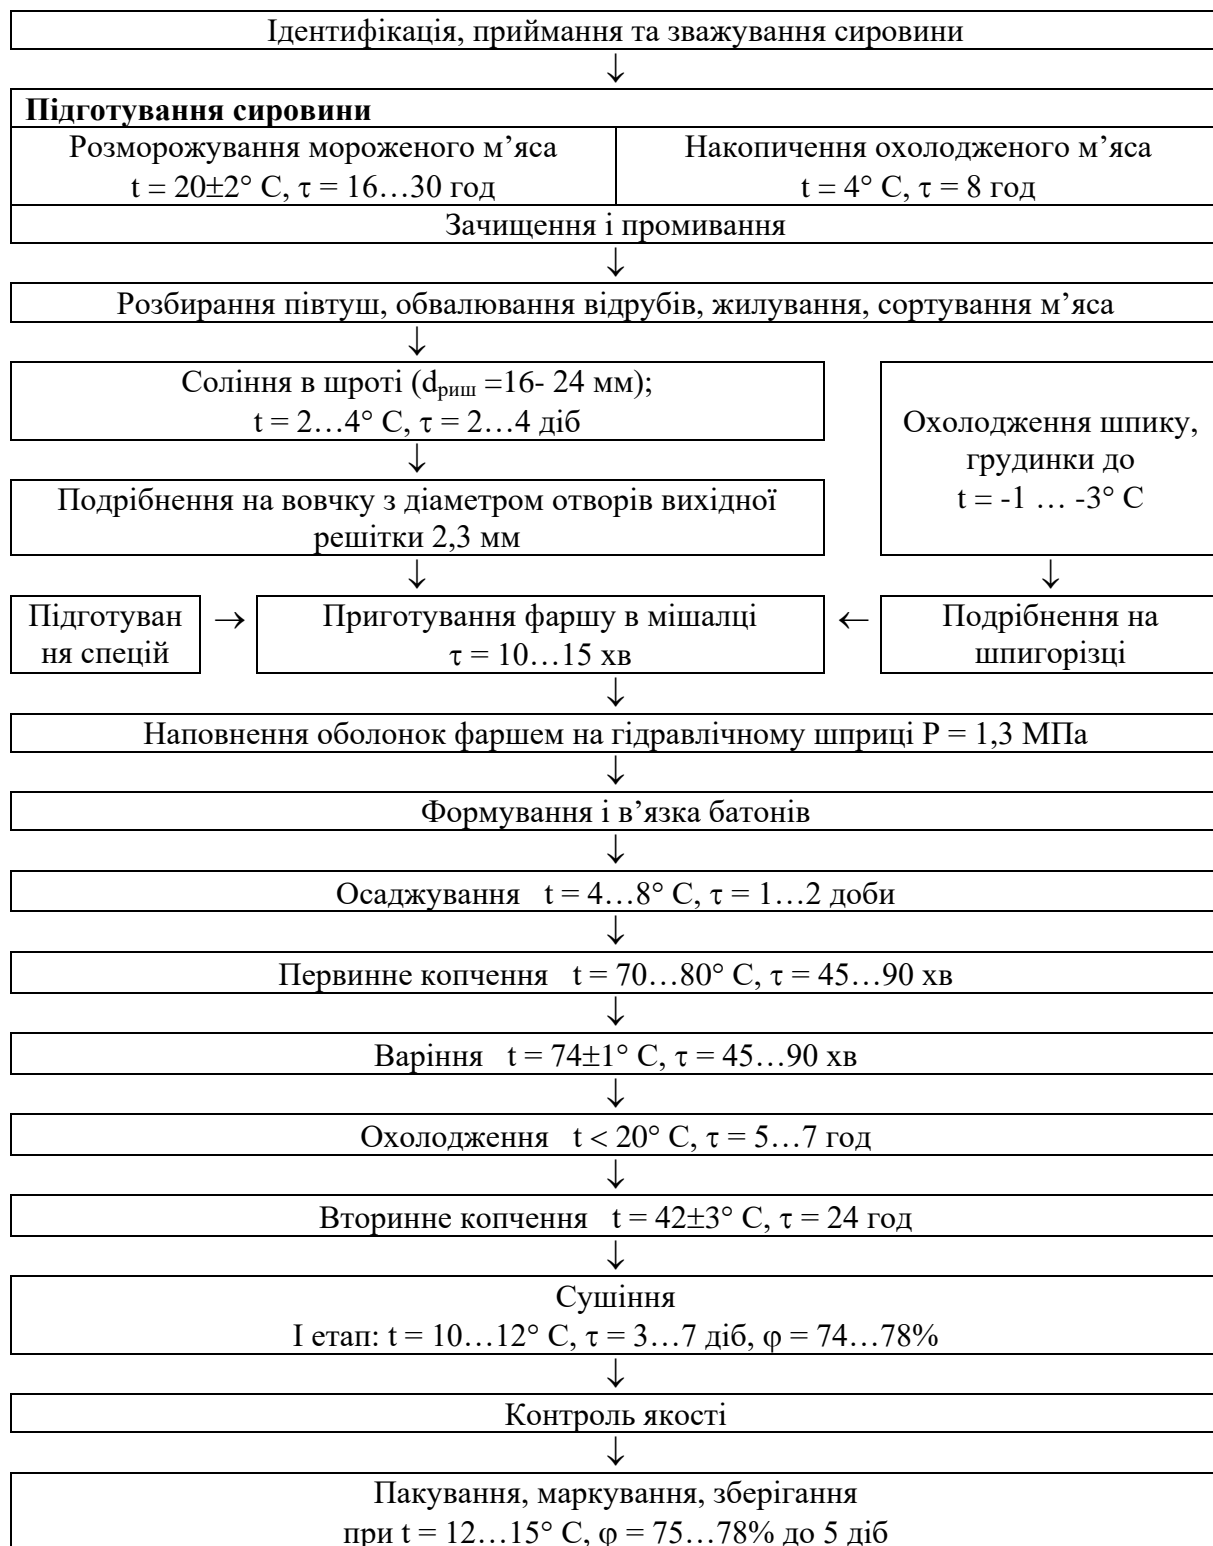 Ідентифікація, приймання та зважування сировини
↓
Підготування сировини
Розморожування мороженого м’яса
t = 20±2° С, τ = 16…30 год
Накопичення охолодженого м’яса
t = 4° С, τ = 8 год
Зачищення і промивання
↓
Розбирання півтуш, обвалювання відрубів, жилування, сортування м’яса
↓
Соління в шроті (dриш =16- 24 мм);
t = 2…4° С, τ = 2…4 діб
Охолодження шпику,
грудинки до
t = -1 … -3° С
↓
Подрібнення на вовчку з діаметром отворів вихідної
решітки 2,3 мм
↓
↓
Підготуван
ня спецій
→
Приготування фаршу в мішалці
τ = 10…15 хв
←
Подрібнення на
шпигорізці
↓
Наповнення оболонок фаршем на гідравлічному шприці Р = 1,3 МПа
↓
Формування і в’язка батонів
↓
Осаджування t = 4…8° С, τ = 1…2 доби
↓
Первинне копчення t = 70…80° С, τ = 45…90 хв
↓
Варіння t = 74±1° С, τ = 45…90 хв
↓
Охолодження t < 20° С, τ = 5…7 год
↓
Вторинне копчення t = 42±3° С, τ = 24 год
↓
Сушіння
І етап: t = 10…12° С, τ = 3…7 діб, φ = 74…78%
↓
Контроль якості
↓
Пакування, маркування, зберігання
при t = 12…15° С, φ = 75…78% до 5 діб